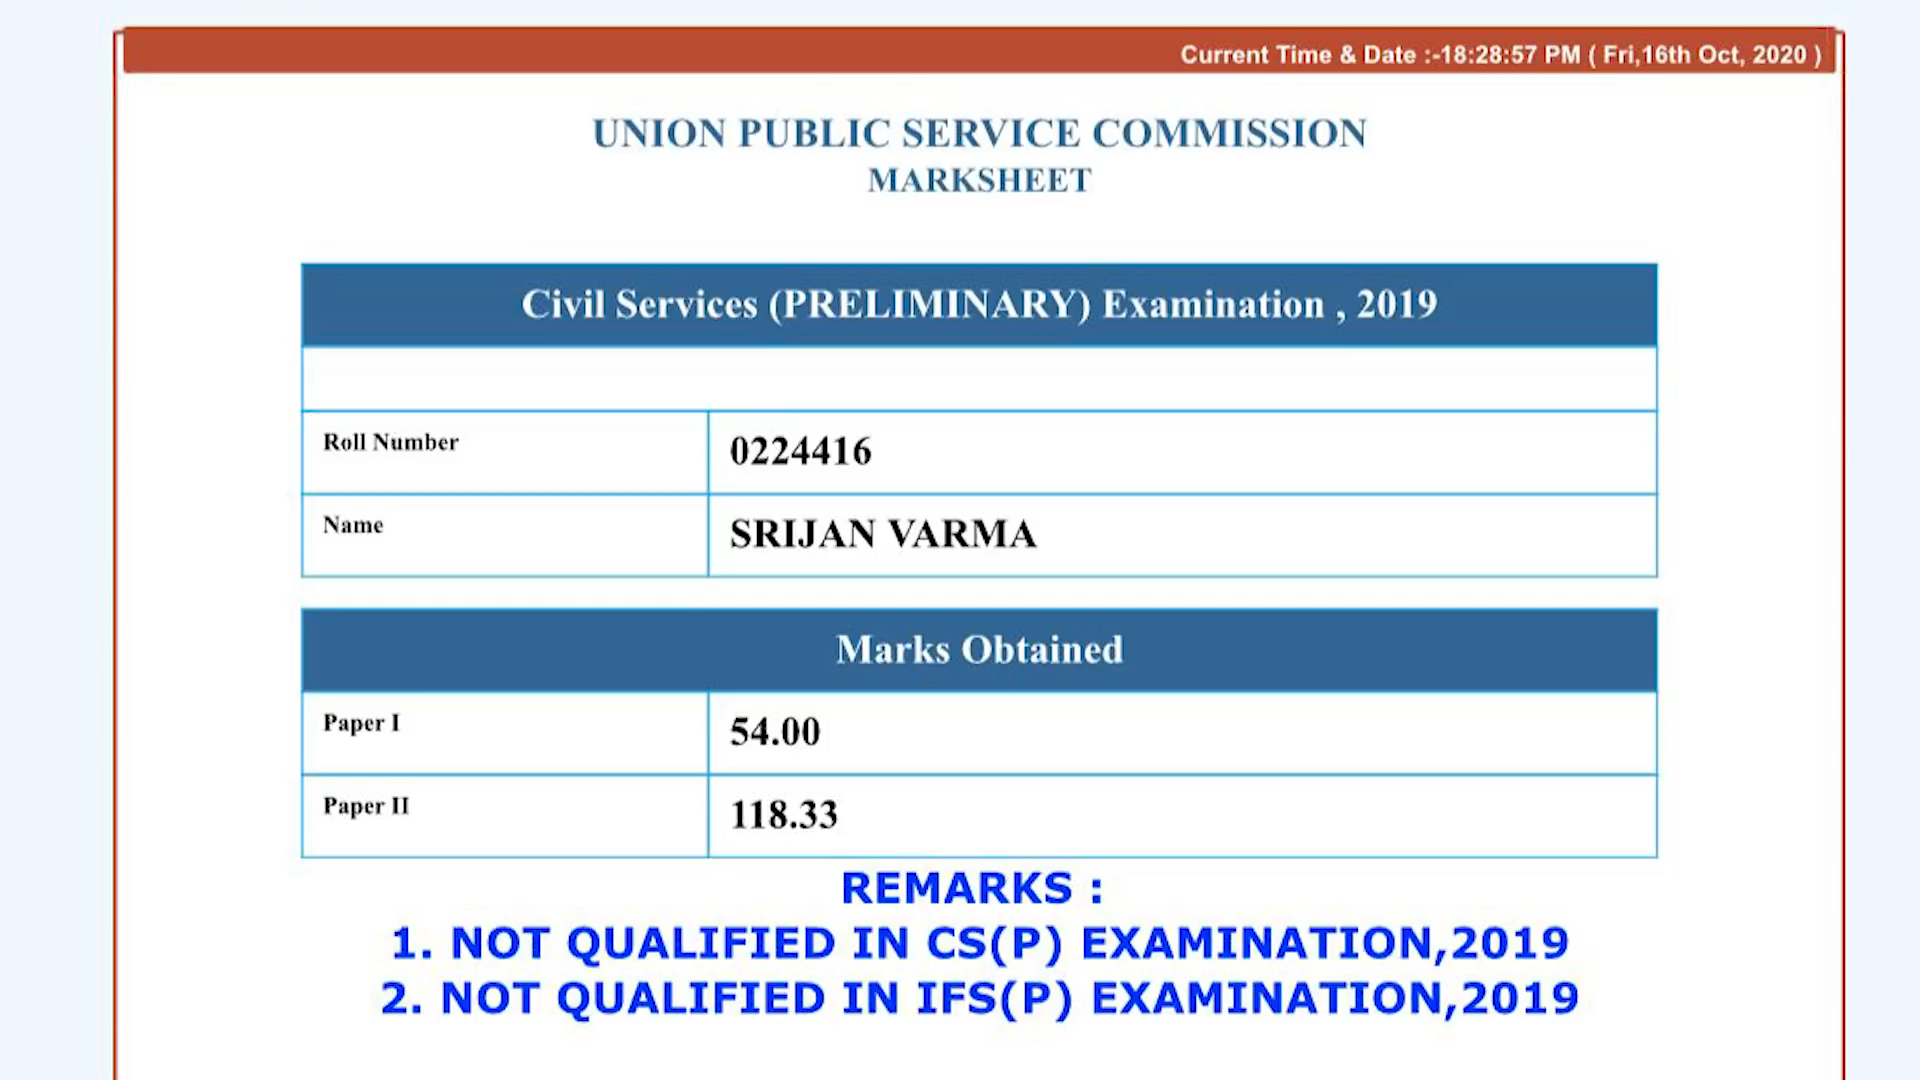 Current Time & Date :-18:28:57 PM ( Fri,16th Oct, 2020 )
UNION PUBLIC SERVICE COMMISSION
MARKSHEET
Civil Services (PRELIMINARY) Examination , 2019
Roll Number 0224416
Name SRIJAN VARMA
Marks Obtained
Paper I 54.00
Paper II 118.33
REMARKS :
1. NOT QUALIFIED IN CS(P) EXAMINATION,2019
2. NOT QUALIFIED IN IFS(P) EXAMINATION,2019